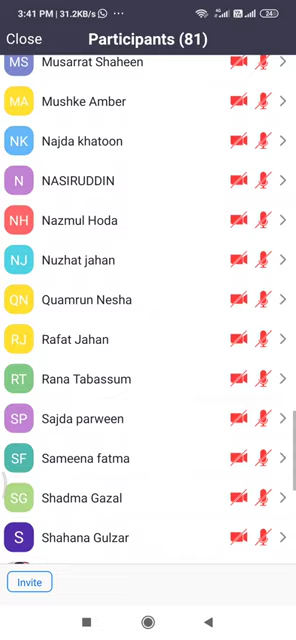 3:41 PM | 31.2KB/s ···
4G 24
Close Participants (81)
MS Musarrat Shaheen
MA Mushke Amber
NK Najda khatoon
N NASIRUDDIN
NH Nazmul Hoda
NJ Nuzhat jahan
QN Quamrun Nesha
RJ Rafat Jahan
RT Rana Tabassum
SP Sajda parween
SF Sameena fatma
SG Shadma Gazal
S Shahana Gulzar
Invite